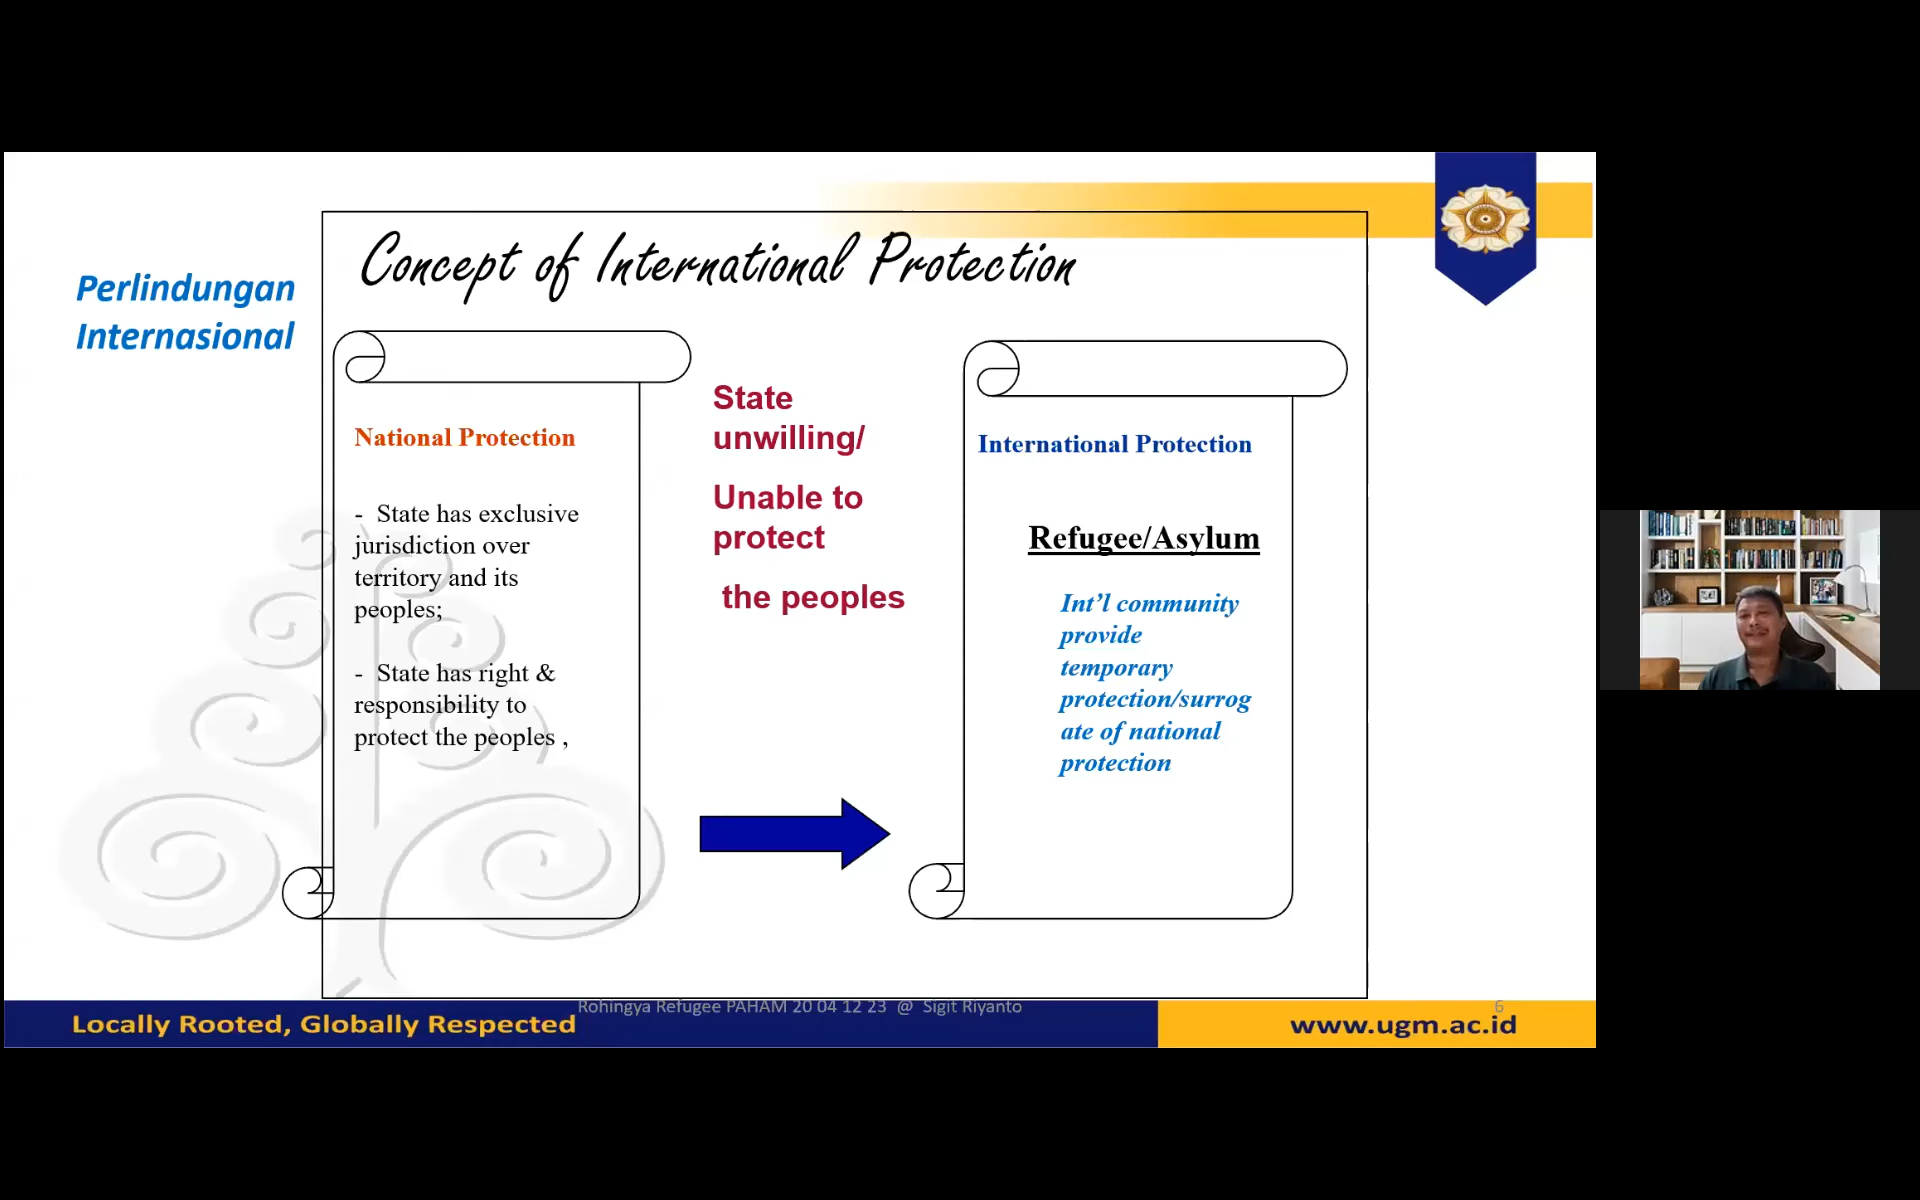 Concept of International Protection
Perlindungan
Internasional
National Protection
- State has exclusive
jurisdiction over
territory and its
peoples;
- State has right &
responsibility to
protect the peoples ,
State
unwilling/
Unable to
protect
the peoples
International Protection
Refugee/Asylum
Int’l community
provide
temporary
protection/surrog
ate of national
protection
Rohingya Refugee PAHAM 20 04 12 23 @ Sigit Riyanto
6
Locally Rooted, Globally Respected
www.ugm.ac.id